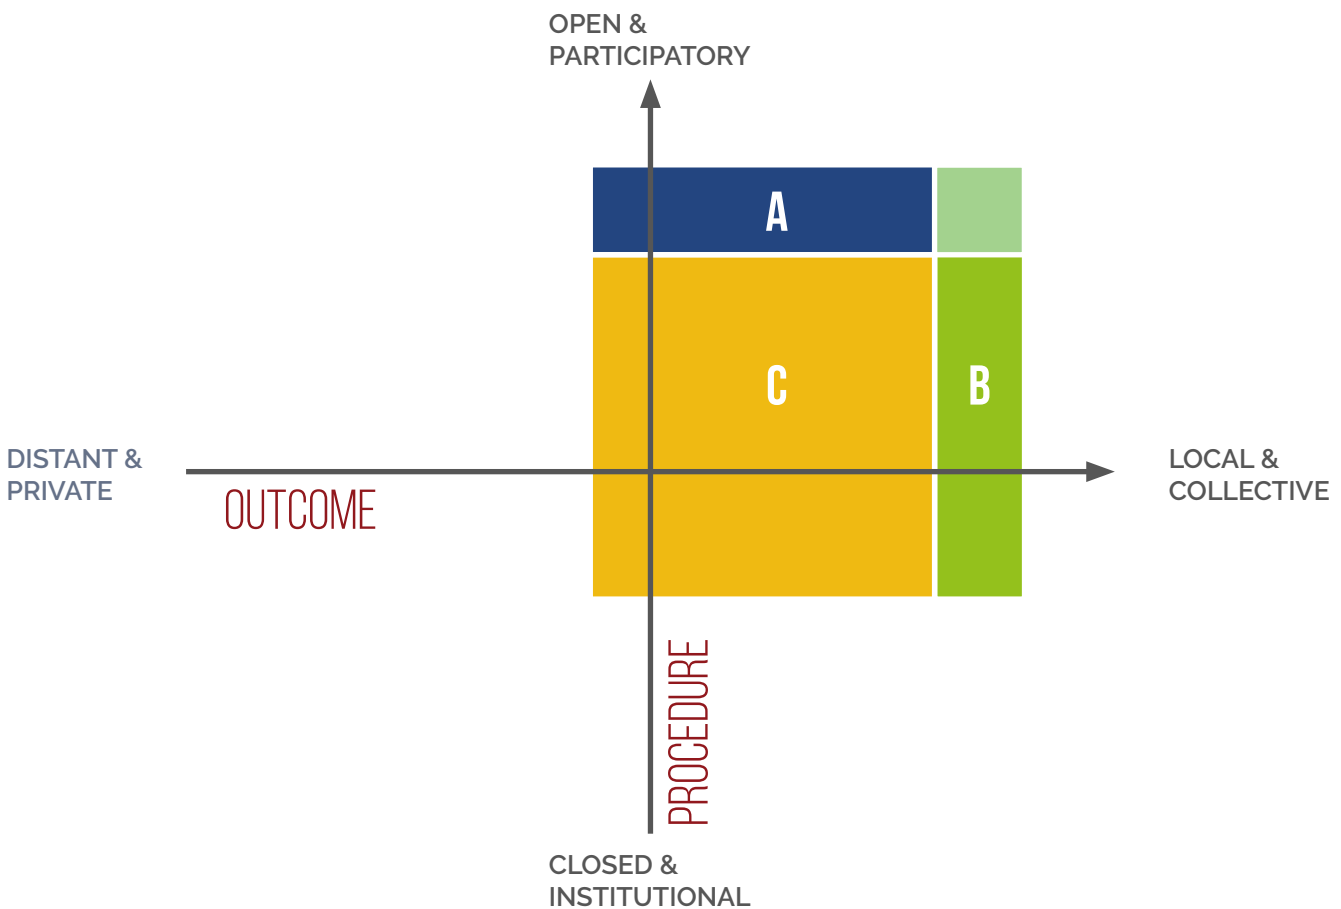 OPEN &
PARTICIPATORY
A
C
B
DISTANT &
PRIVATE
LOCAL &
COLLECTIVE
OUTCOME
PROCEDURE
CLOSED &
INSTITUTIONAL